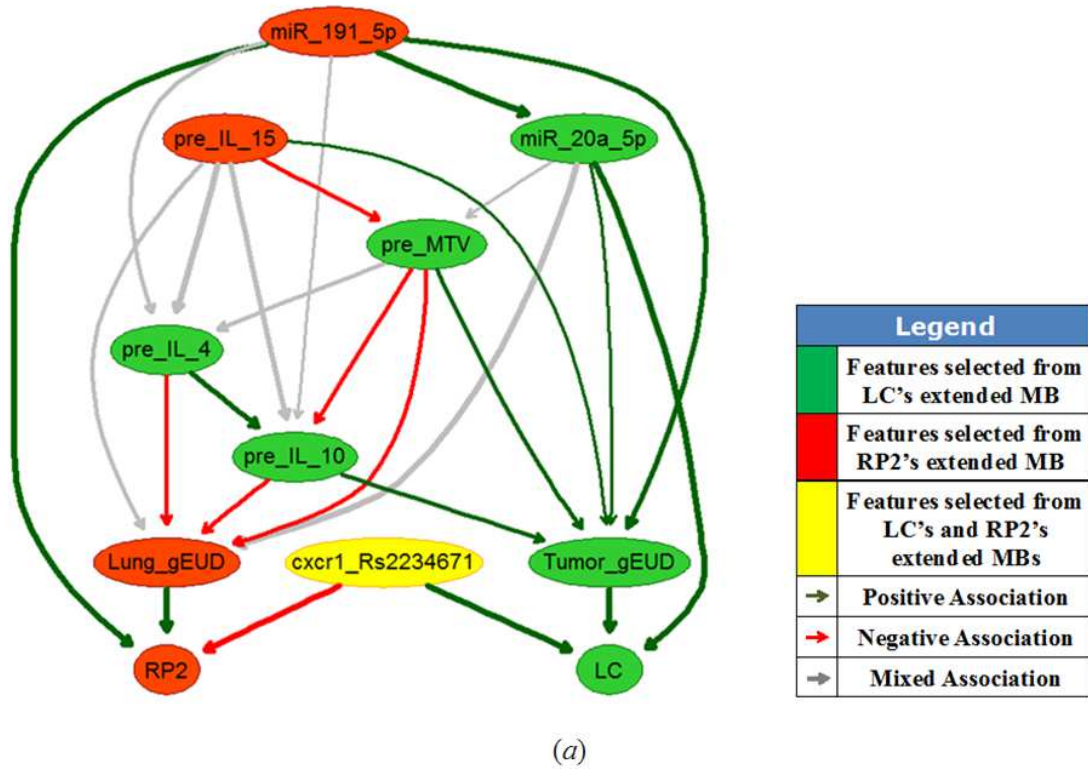 miR_191_5p
pre_IL_15
miR_20a_5p
pre_MTV
pre_IL_4
pre_IL_10
Lung_gEUD
cxcr1_Rs2234671
Tumor_gEUD
RP2
LC
Legend
Features selected from
LC's extended MB
Features selected from
RP2's extended MB
Features selected from
LC's and RP2's
extended MBs
Positive Association
Negative Association
Mixed Association
(a)